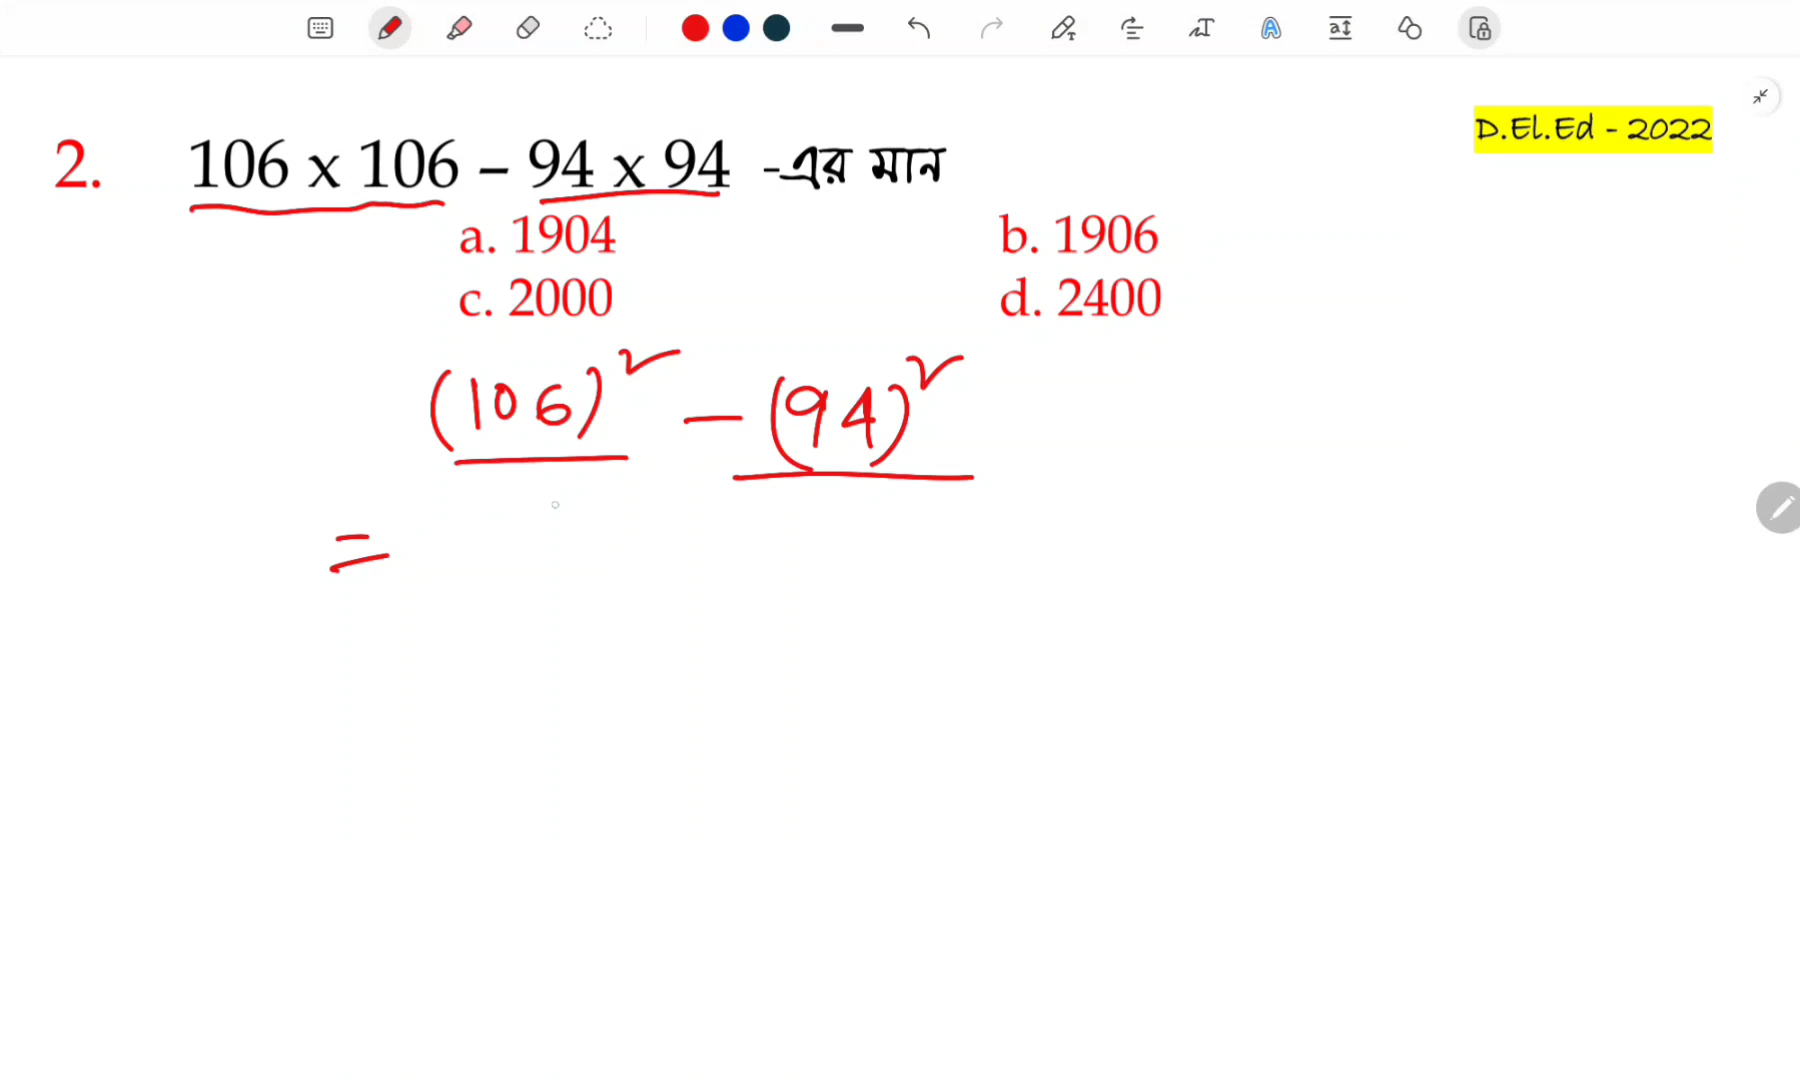 D.El.Ed - 2022
2. 106 x 106 – 94 x 94 -এর মান
a. 1904 b. 1906
c. 2000 d. 2400
(106)² – (94)²
=